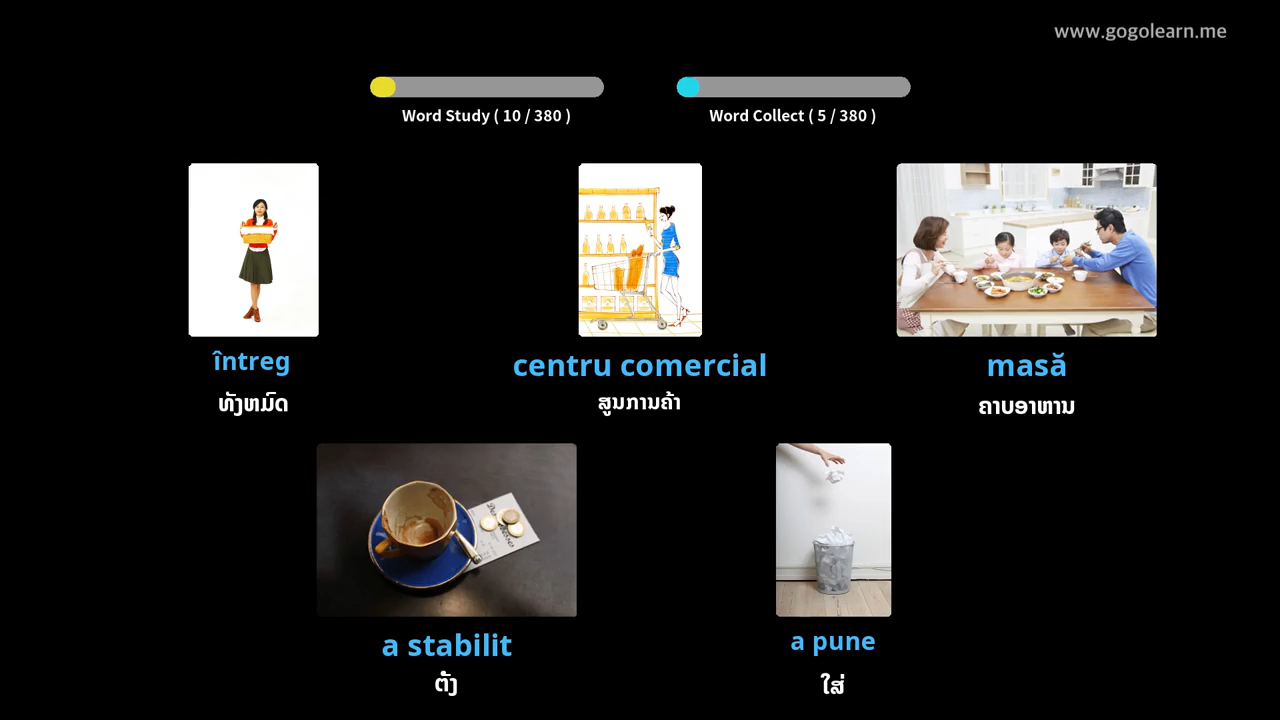 www.gogolearn.me
Word Study ( 10 / 380 )
Word Collect ( 5 / 380 )
întreg
ທັງຫມົດ
centru comercial
ສູນການຄ້າ
masă
ຄາບອາຫານ
a stabilit
ຕັ້ງ
a pune
ໃສ່